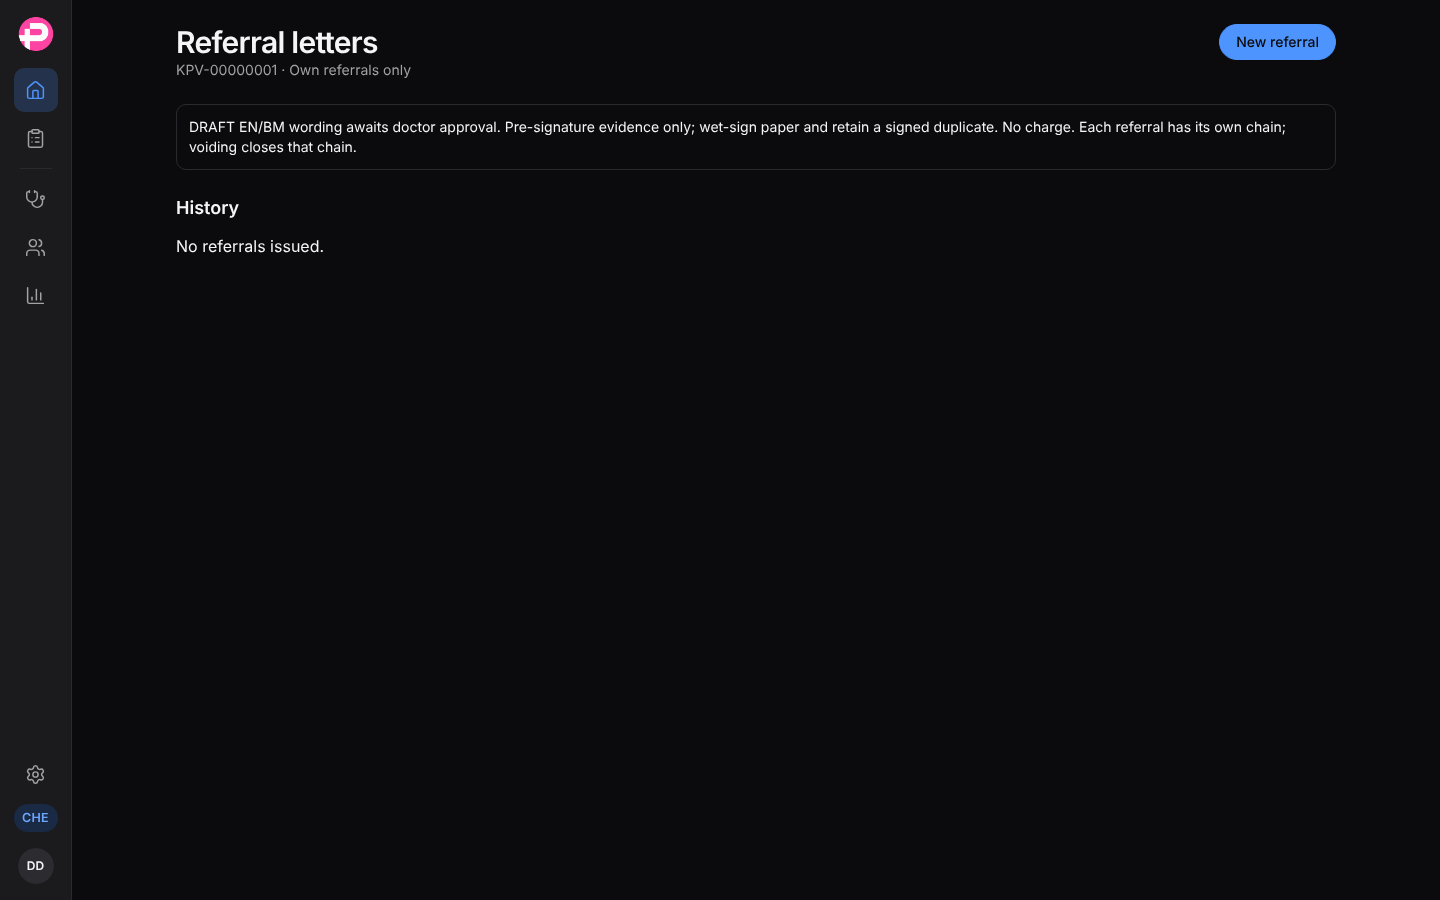 Referral letters
New referral
KPV-00000001 · Own referrals only
DRAFT EN/BM wording awaits doctor approval. Pre-signature evidence only; wet-sign paper and retain a signed duplicate. No charge. Each referral has its own chain;
voiding closes that chain.
History
No referrals issued.
CHE
DD